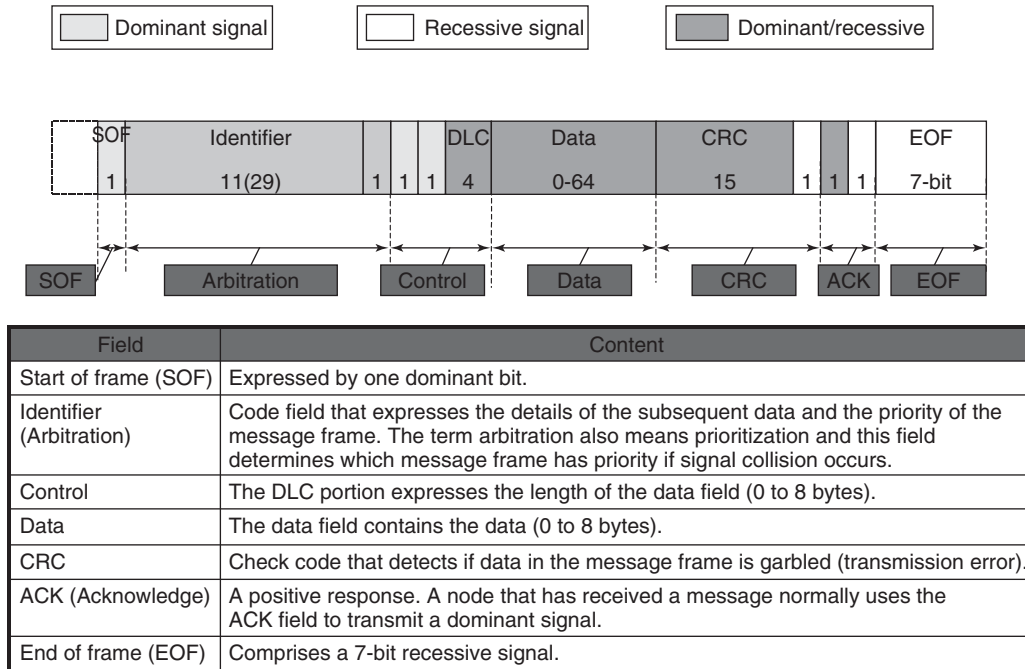 Dominant signal
Recessive signal
Dominant/recessive
SOF
Identifier
DLC
Data
CRC
EOF
1
11(29)
1
1
1
4
0-64
15
1
1
1
7-bit
SOF
Arbitration
Control
Data
CRC
ACK
EOF
Field
Content
Start of frame (SOF)
Expressed by one dominant bit.
Identifier
(Arbitration)
Code field that expresses the details of the subsequent data and the priority of the
message frame. The term arbitration also means prioritization and this field
determines which message frame has priority if signal collision occurs.
Control
The DLC portion expresses the length of the data field (0 to 8 bytes).
Data
The data field contains the data (0 to 8 bytes).
CRC
Check code that detects if data in the message frame is garbled (transmission error).
ACK (Acknowledge)
A positive response. A node that has received a message normally uses the
ACK field to transmit a dominant signal.
End of frame (EOF)
Comprises a 7-bit recessive signal.